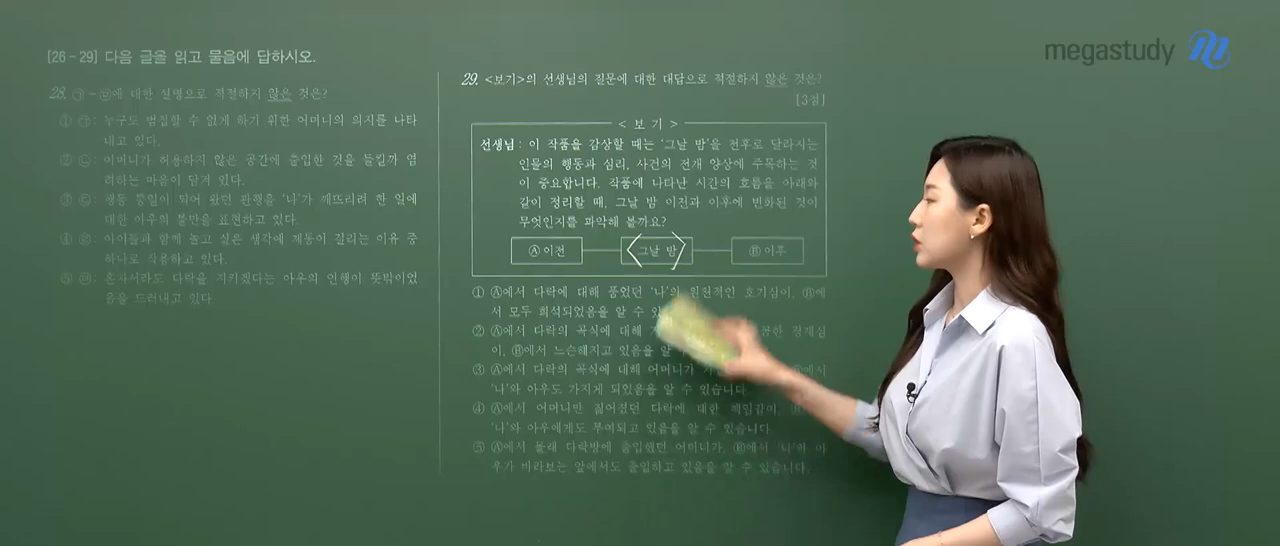 megastudy
[26-29] 다음 글을 읽고 물음에 답하시오.
28. ㉠~㉤에 대한 설명으로 적절하지 않은 것은?
① ㉠: 누구도 범접할 수 없게 하기 위한 어머니의 의지를 나타
내고 있다.
② ㉡: 어머니가 허용하지 않은 공간에 출입한 것을 들킬까 염
려하는 마음이 담겨 있다.
③ ㉢: 행동 통일이 되어 왔던 관행을 '나'가 깨뜨리려 한 일에
대한 아우의 불만을 표현하고 있다.
④ ㉣: 아이들과 함께 놀고 싶은 생각에 제동이 걸리는 이유 중
하나로 작용하고 있다.
⑤ ㉤: 혼자서라도 다락을 지키겠다는 아우의 언행이 뜻밖이었
음을 드러내고 있다
29. <보기>의 선생님의 질문에 대한 대답으로 적절하지 않은 것은?
[3점]
< 보 기 >
선생님: 이 작품을 감상할 때는 '그날 밤'을 전후로 달라지는
인물의 행동과 심리, 사건의 전개 양상에 주목하는 것
이 중요합니다. 작품에 나타난 시간의 흐름을 아래와
같이 정리할 때, 그날 밤 이전과 이후에 변화된 것이
무엇인지를 파악해 볼까요?
Ⓐ 이전 그날 밤 Ⓑ 이후
① Ⓐ에서 다락에 대해 품었던 '나'의 원천적인 호기심이, Ⓑ에
서 모두 희석되었음을 알 수
② Ⓐ에서 다락의 곡식에 대해 경계심
이, Ⓑ에서 느슨해지고 있음을 알
③ Ⓐ에서 다락의 곡식에 대해 어머니가 Ⓑ에서
'나'와 아우도 가지게 되었음을 알 수 있습니다.
④ Ⓐ에서 어머니만 짊어졌던 다락에 대한 책임감이,
'나'와 아우에게도 부여되고 있음을 알 수 있습니다.
⑤ Ⓐ에서 몰래 다락방에 출입했던 어머니가, Ⓑ에서 '나'와 아
우가 바라보는 앞에서도 출입하고 있음을 알 수 있습니다.